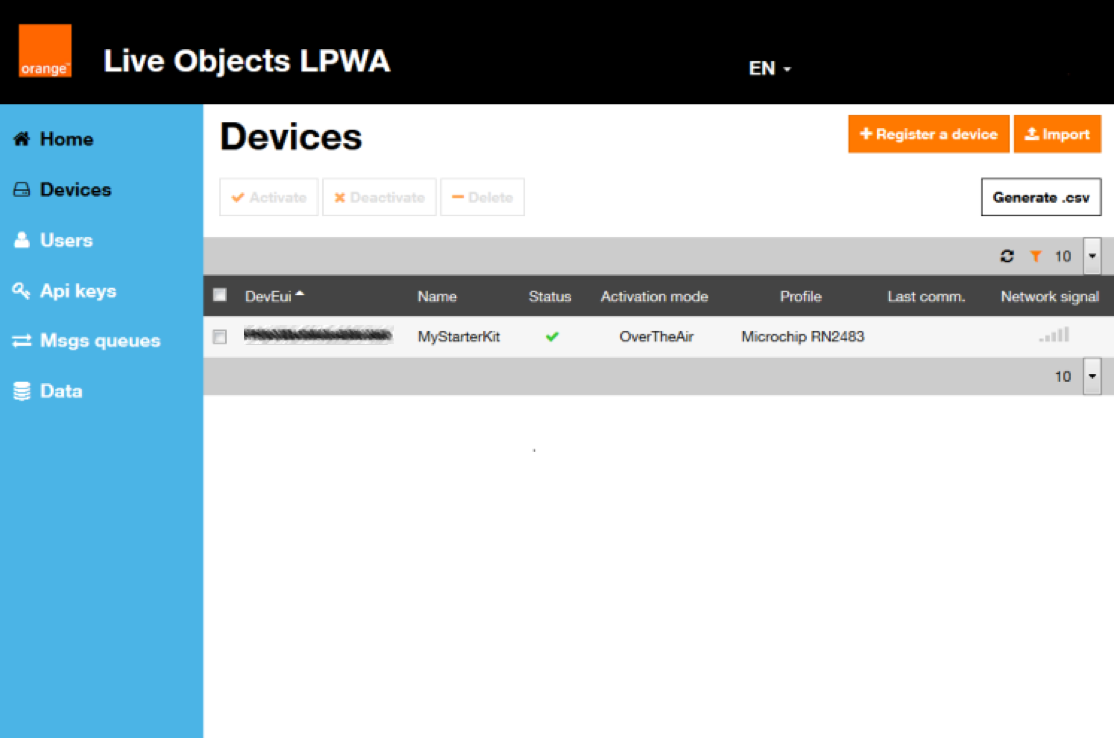 orange™
Live Objects LPWA
EN
Home
Devices
Users
Api keys
Msgs queues
Data
Devices
Register a device
Import
Activate
Deactivate
Delete
Generate .csv
10
DevEui Name Status Activation mode Profile Last comm. Network signal
MyStarterKit OverTheAir Microchip RN2483
10